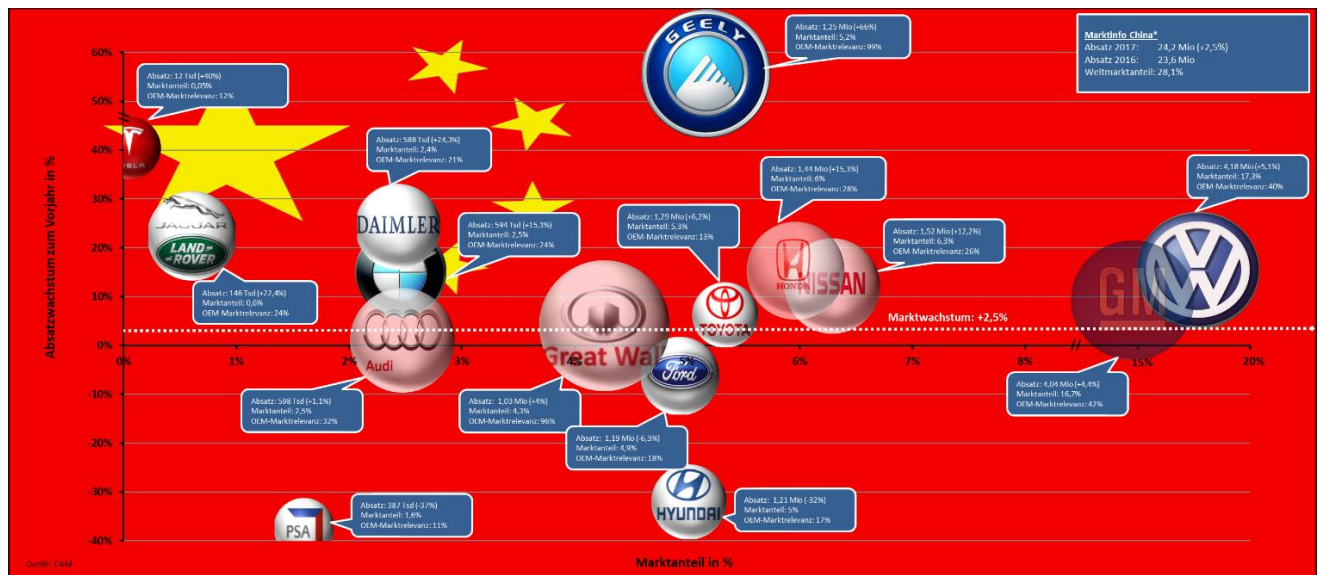 Absatz: 1,25 Mio (+66%)
Marktanteil: 5,2%
OEM-Marktrelevanz: 99%
Marktinfo China*
Absatz 2017: 24,2 Mio (+2,5%)
Absatz 2016: 23,6 Mio
Weltmarktanteil: 28,1%
GEELY
Absatz: 12 Tsd (+40%)
Marktanteil: 0,05%
OEM-Marktrelevanz: 12%
Absatz: 588 Tsd (+24,3%)
Marktanteil: 2,4%
OEM-Marktrelevanz: 21%
Absatz: 1,44 Mio (+15,3%)
Marktanteil: 6%
OEM-Marktrelevanz: 28%
Absatz: 4,18 Mio (+5,1%)
Marktanteil: 17,3%
OEM-Marktrelevanz: 40%
JAGUAR
LAND-
ROVER
DAIMLER
Absatz: 594 Tsd (+15,1%)
Marktanteil: 2,5%
OEM-Marktrelevanz: 24%
Absatz: 1,29 Mio (+6,2%)
Marktanteil: 5,3%
OEM-Marktrelevanz: 13%
Absatz: 1,52 Mio (+12,2%)
Marktanteil: 6,3%
OEM-Marktrelevanz: 26%
HONDA
NISSAN
GM
VW
Absatz: 146 Tsd (+22,4%)
Marktanteil: 0,6%
OEM-Marktrelevanz: 24%
TOYOTA
Marktwachstum: +2,5%
Audi
Great Wall
Ford
Absatz: 598 Tsd (+1,1%)
Marktanteil: 2,5%
OEM-Marktrelevanz: 32%
Absatz: 1,03 Mio (+4%)
Marktanteil: 4,3%
OEM-Marktrelevanz: 96%
Absatz: 1,19 Mio (-6,3%)
Marktanteil: 4,9%
OEM-Marktrelevanz: 18%
Absatz: 4,04 Mio (+4,4%)
Marktanteil: 16,7%
OEM-Marktrelevanz: 42%
PSA
Absatz: 387 Tsd (-37%)
Marktanteil: 1,6%
OEM-Marktrelevanz: 11%
HYUNDAI
Absatz: 1,21 Mio (-32%)
Marktanteil: 5%
OEM-Marktrelevanz: 17%
Absatzwachstum zum Vorjahr in %
60%
50%
40%
30%
20%
10%
0%
-10%
-20%
-30%
-40%
0% 1% 2% 3% 4% 5% 6% 7% 8% 15% 20%
Marktanteil in %
Quelle: CAM